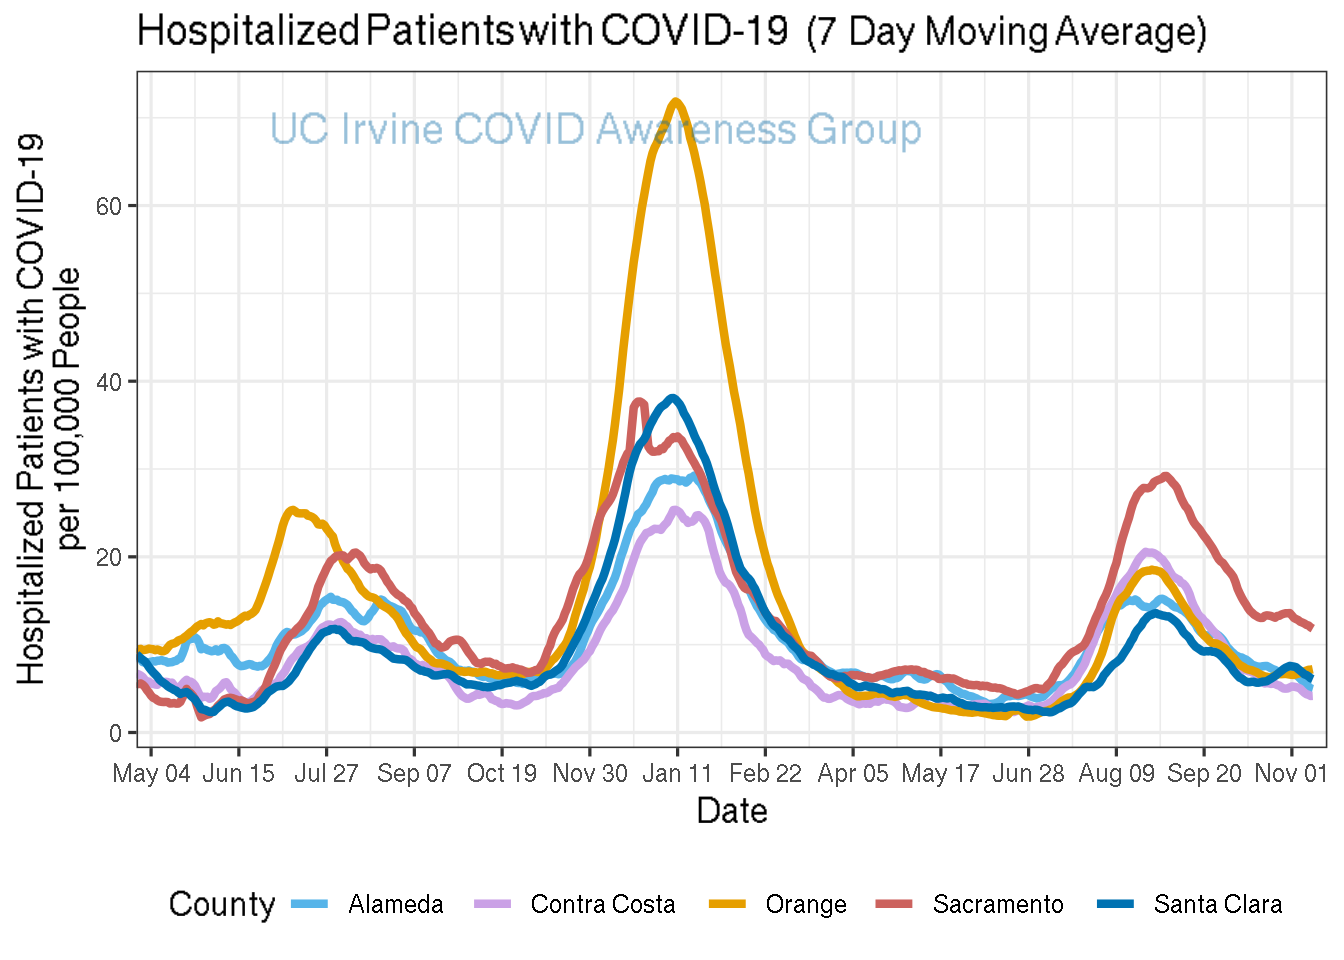 Hospitalized Patients with COVID-19 (7 Day Moving Average)
UC Irvine COVID Awareness Group
Hospitalized Patients with COVID-19
per 100,000 People
60
40
20
0
May 04 Jun 15 Jul 27 Sep 07 Oct 19 Nov 30 Jan 11 Feb 22 Apr 05 May 17 Jun 28 Aug 09 Sep 20 Nov 01
Date
County Alameda Contra Costa Orange Sacramento Santa Clara